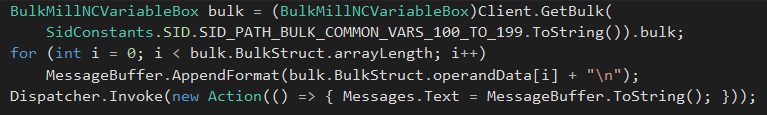 BulkMillNCVariableBox bulk = (BulkMillNCVariableBox)Client.GetBulk(
    SidConstants.SID.SID_PATH_BULK_COMMON_VARS_100_TO_199.ToString()).bulk;
for (int i = 0; i < bulk.BulkStruct.arrayLength; i++)
    MessageBuffer.AppendFormat(bulk.BulkStruct.operandData[i] + "\n");
Dispatcher.Invoke(new Action(() => { Messages.Text = MessageBuffer.ToString(); }));